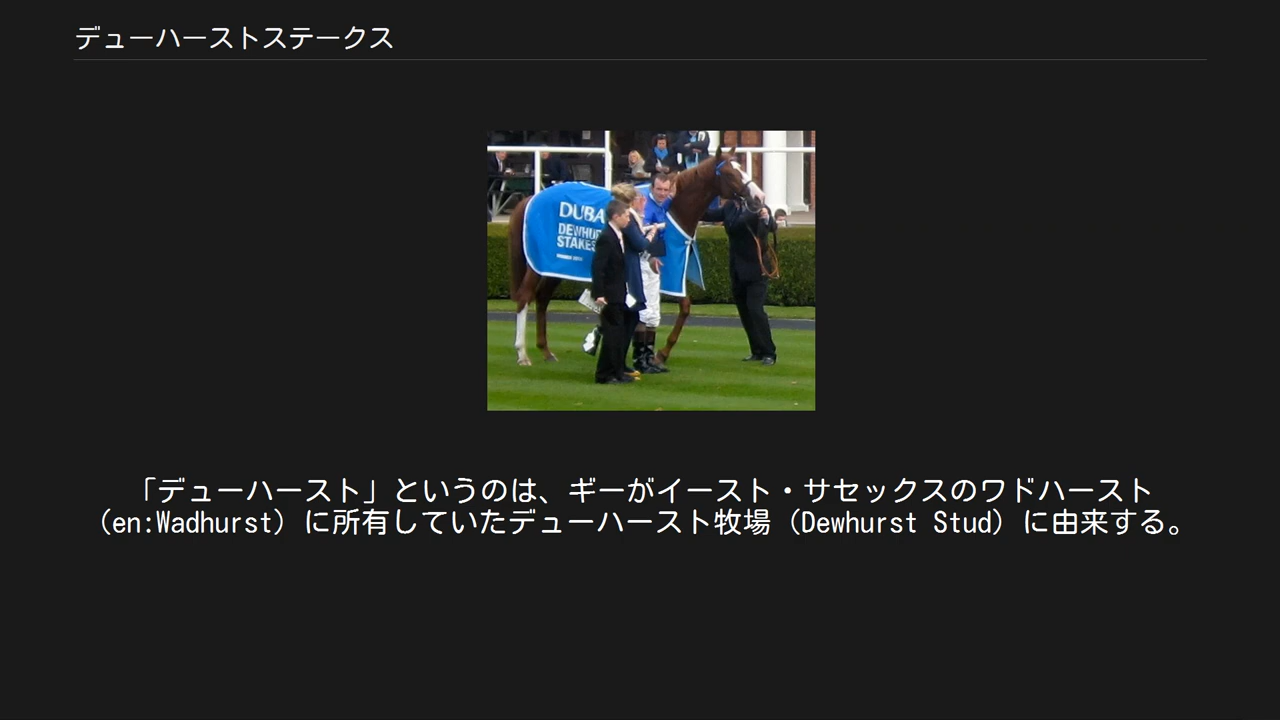 デューハーストステークス
DUBA
DEWHUR
STAKES
「デューハースト」というのは、ギーがイースト・サセックスのワドハースト
（en:Wadhurst）に所有していたデューハースト牧場（Dewhurst Stud）に由来する。